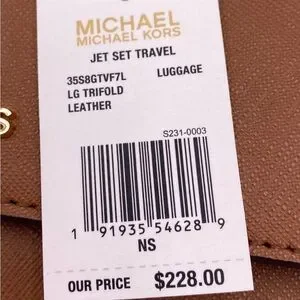 MICHAEL
MICHAEL KORS
JET SET TRAVEL
35S8GTVF7L LUGGAGE
LG TRIFOLD
LEATHER
S
S231-0003
1 91935 54628 9
NS
OUR PRICE $228.00